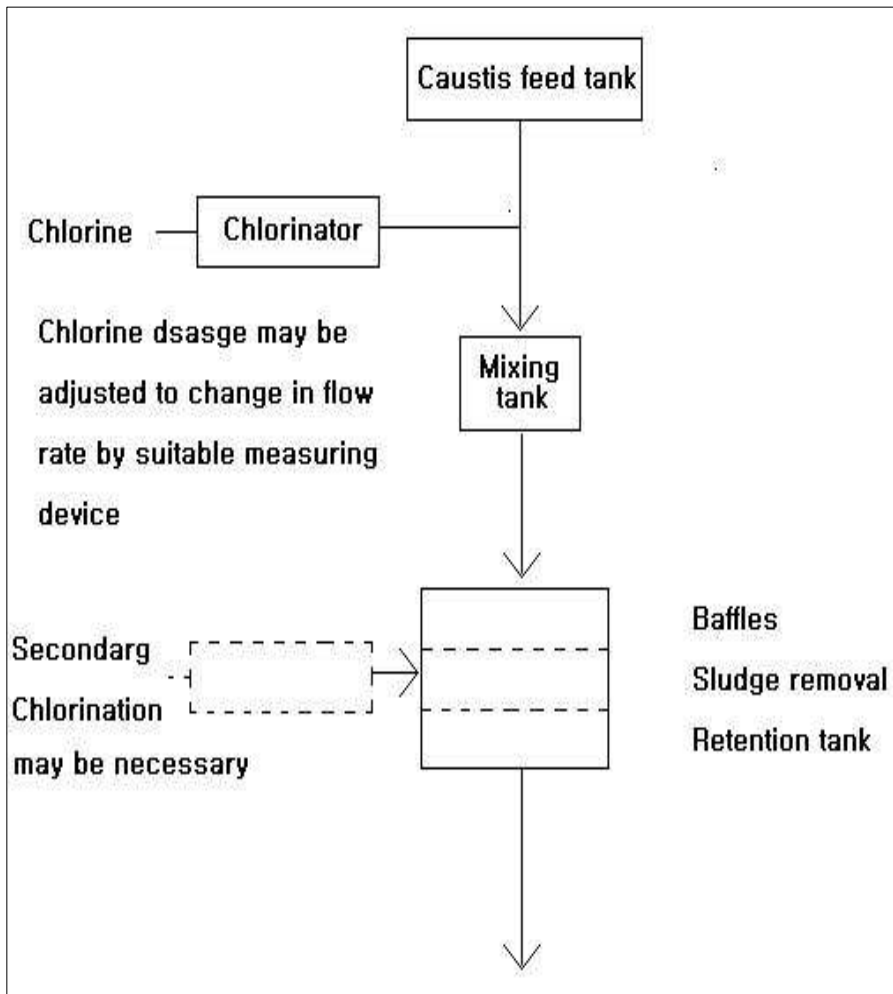 Caustis feed tank
Chlorine
Chlorinator
Chlorine dsasge may be
adjusted to change in flow
rate by suitable measuring
device
Mixing
tank
Secondarg
Chlorination
may be necessary
Baffles
Sludge removal
Retention tank